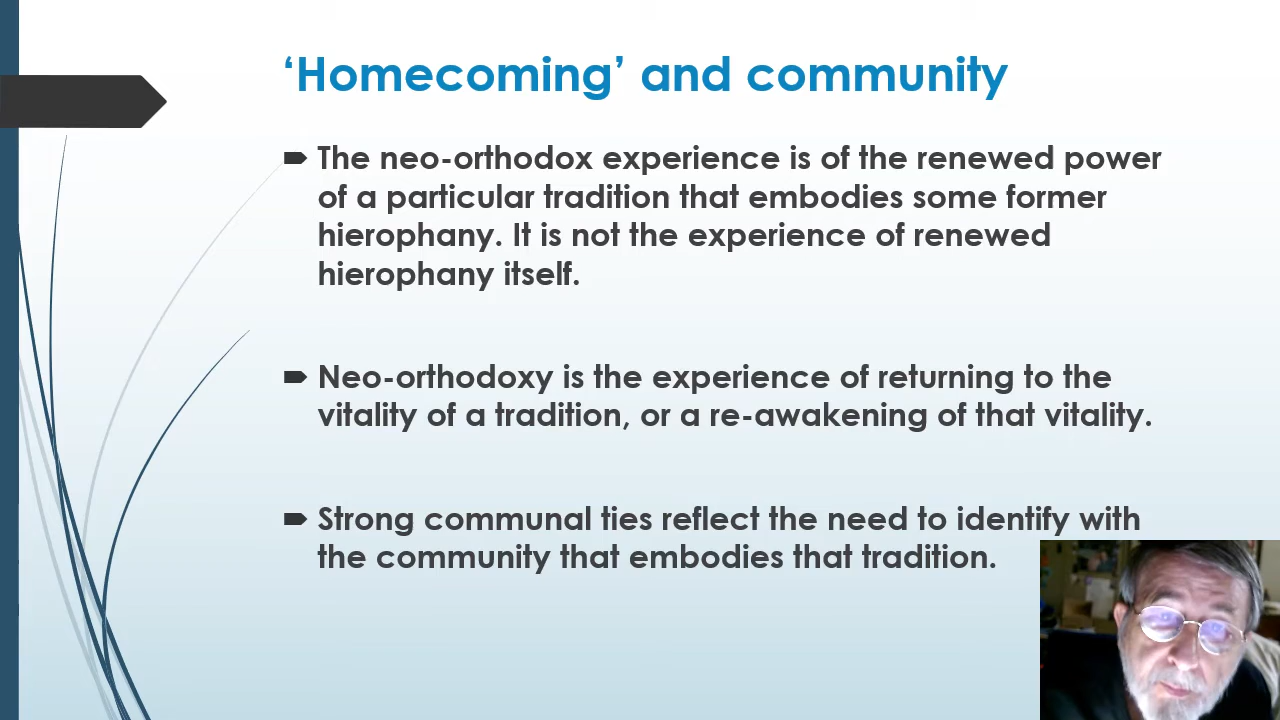 ‘Homecoming’ and community
The neo-orthodox experience is of the renewed power
of a particular tradition that embodies some former
hierophany. It is not the experience of renewed
hierophany itself.
Neo-orthodoxy is the experience of returning to the
vitality of a tradition, or a re-awakening of that vitality.
Strong communal ties reflect the need to identify with
the community that embodies that tradition.